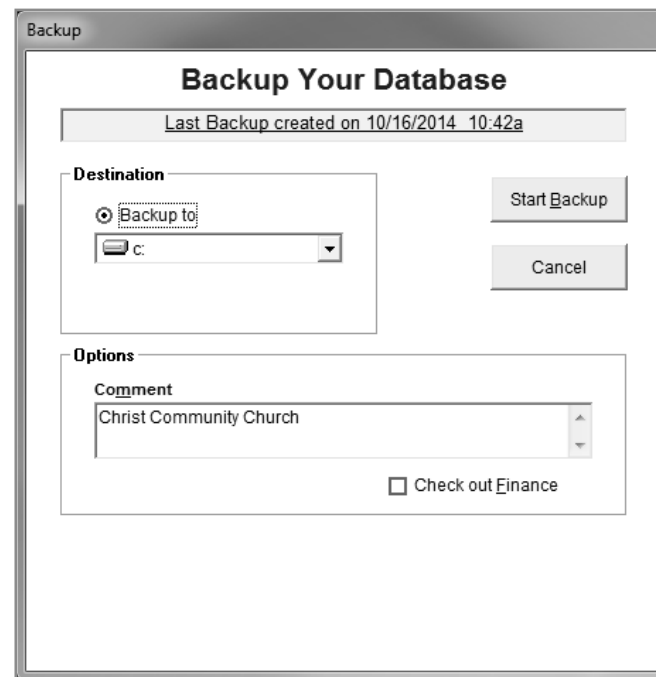 Backup
Backup Your Database
Last Backup created on 10/16/2014 10:42a
Destination
Backup to
c:
Start Backup
Cancel
Options
Comment
Christ Community Church
Check out Finance